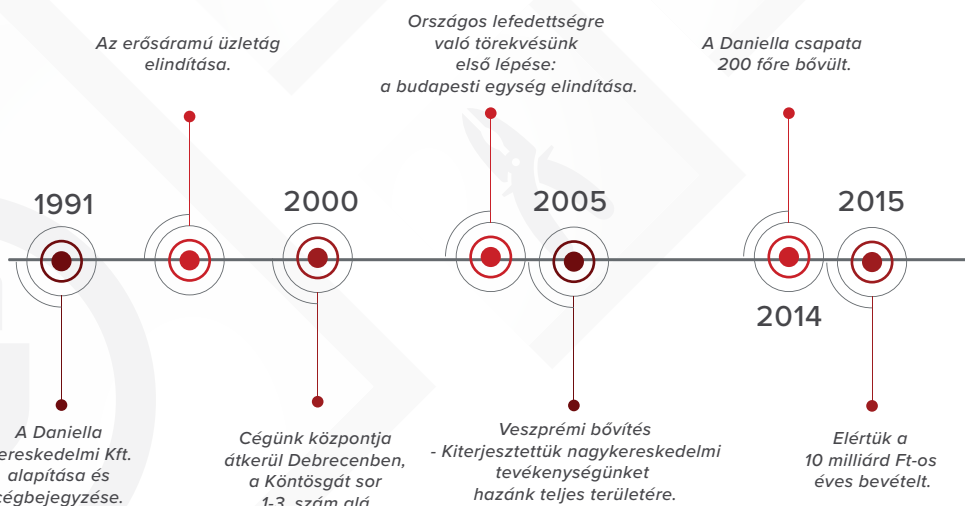 Az erősáramú üzletág
elindítása.
Országos lefedettségre
való törekvésünk
első lépése:
a budapesti egység elindítása.
A Daniella csapata
200 főre bővült.
1991
2000
2005
2015
2014
A Daniella
Kft.
alapítása és
Cégünk központja
átkerül Debrecenben,
a Köntösgát sor
1-3. szám alá
Veszprémi bővítés
- Kiterjesztettük nagykereskedelmi
tevékenységünket
hazánk teljes területére.
Elértük a
10 milliárd Ft-os
éves bevételt.